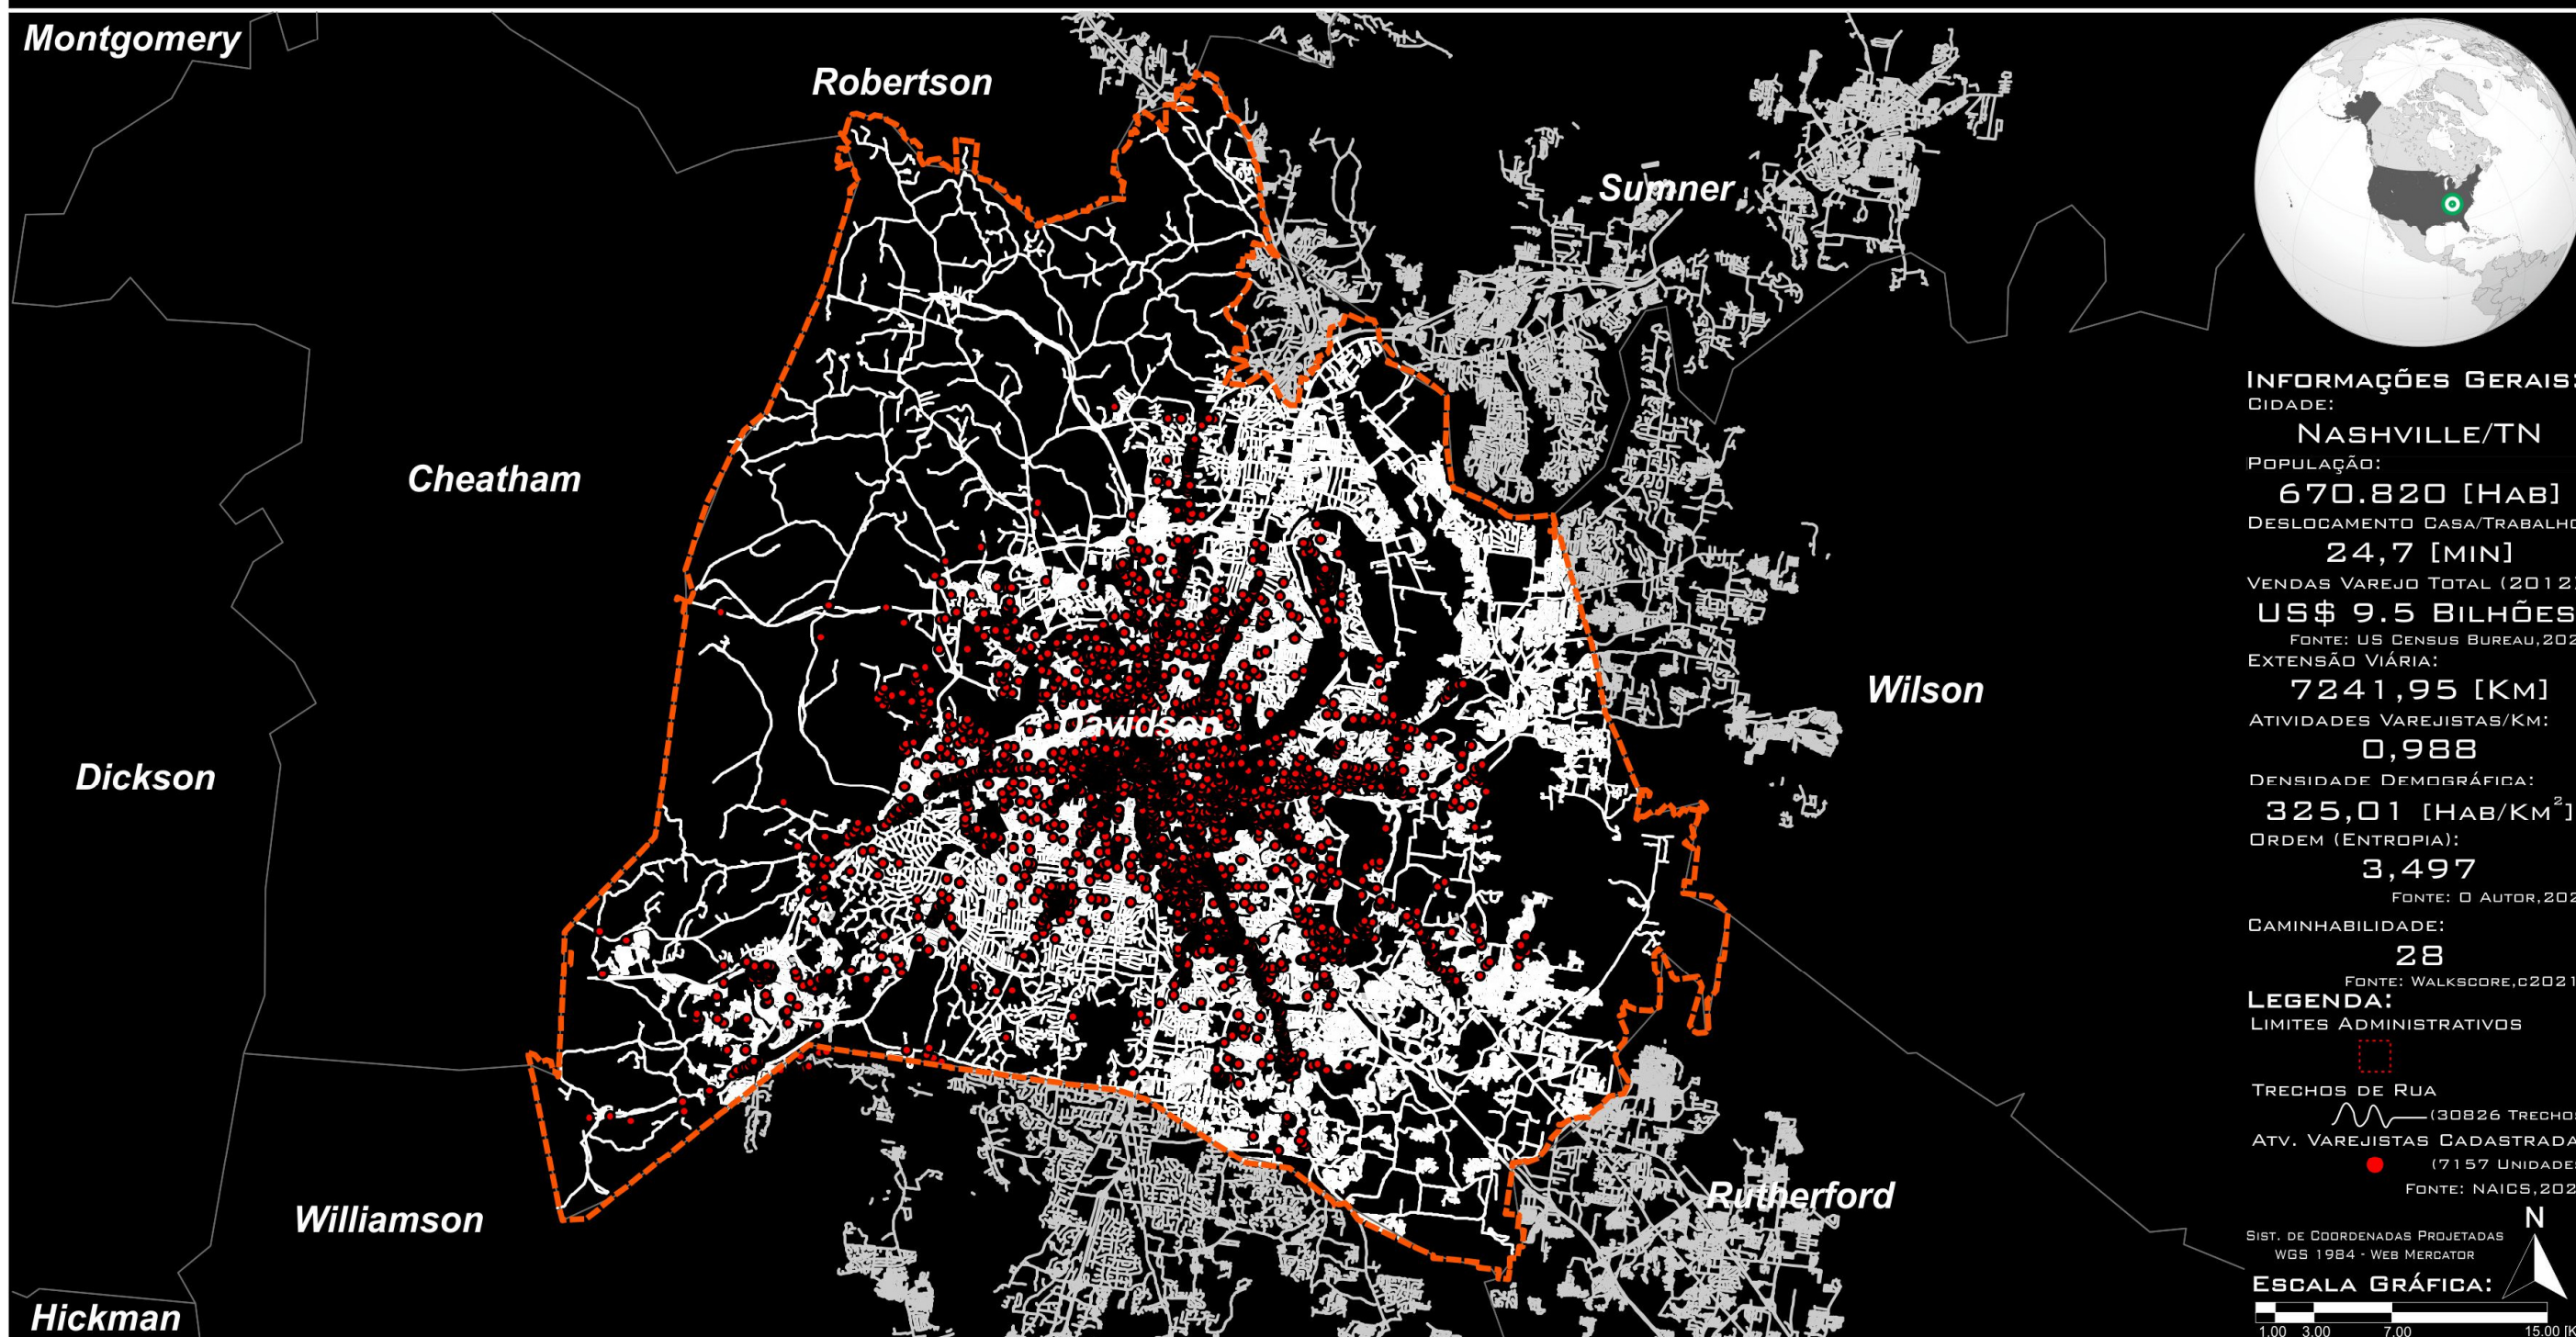 Montgomery
Robertson
Sumner
Cheatham
Davidson
Wilson
Dickson
Williamson
Rutherford
Hickman
INFORMAÇÕES GERAIS:
CIDADE:
NASHVILLE/TN
POPULAÇÃO:
670.820 [HAB]
DESLOCAMENTO CASA/TRABALHO
24,7 [MIN]
VENDAS VAREJO TOTAL (2012)
US$ 9.5 BILHÕES
FONTE: US CENSUS BUREAU,202
EXTENSÃO VIÁRIA:
7241,95 [KM]
ATIVIDADES VAREJISTAS/KM:
0,988
DENSIDADE DEMOGRÁFICA:
325,01 [HAB/KM²]
ORDEM (ENTROPIA):
3,497
FONTE: O AUTOR,202
CAMINHABILIDADE:
28
FONTE: WALKSCORE,C2021
LEGENDA:
LIMITES ADMINISTRATIVOS
TRECHOS DE RUA
(30826 TRECHOS
ATV. VAREJISTAS CADASTRADA
(7157 UNIDADES
FONTE: NAICS,202
N
SIST. DE COORDENADAS PROJETADAS
WGS 1984 - WEB MERCATOR
ESCALA GRÁFICA:
1.00 3.00 7.00 15.00 [K